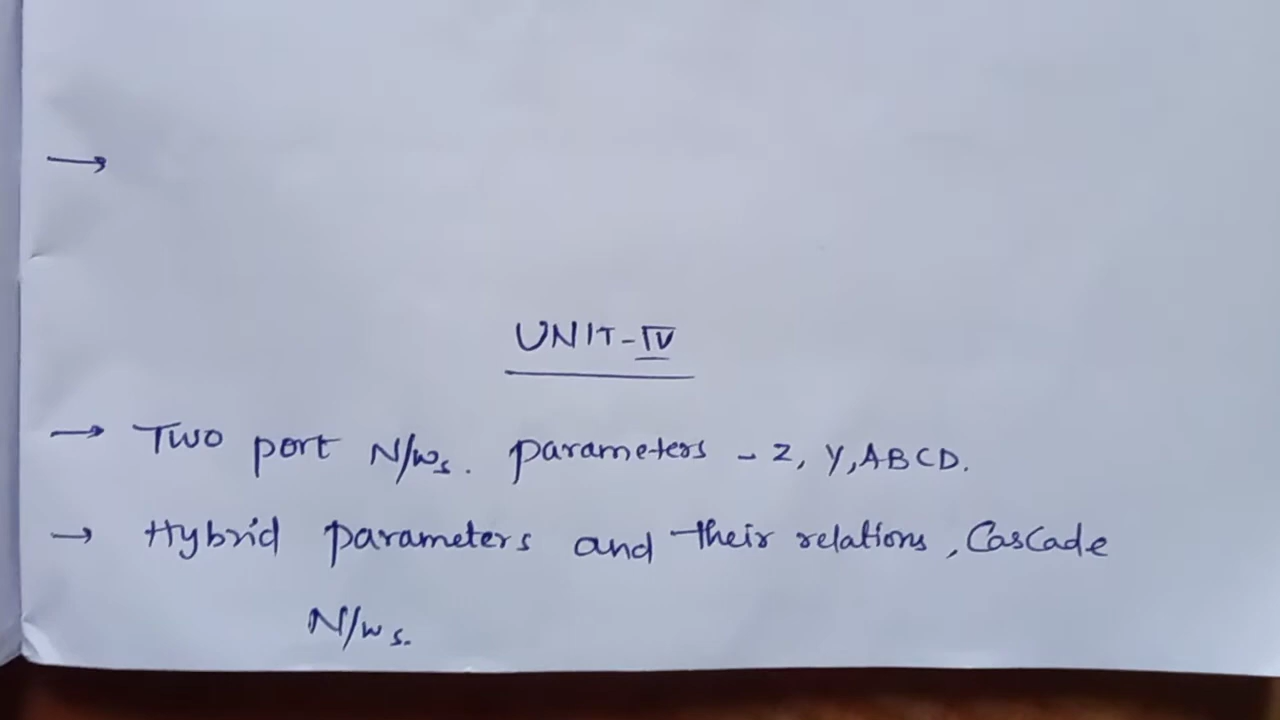 →
UNIT-IV
→ Two port N/ws. parameters - Z, Y, ABCD.
→ Hybrid parameters and their relations, Cascade
N/ws.